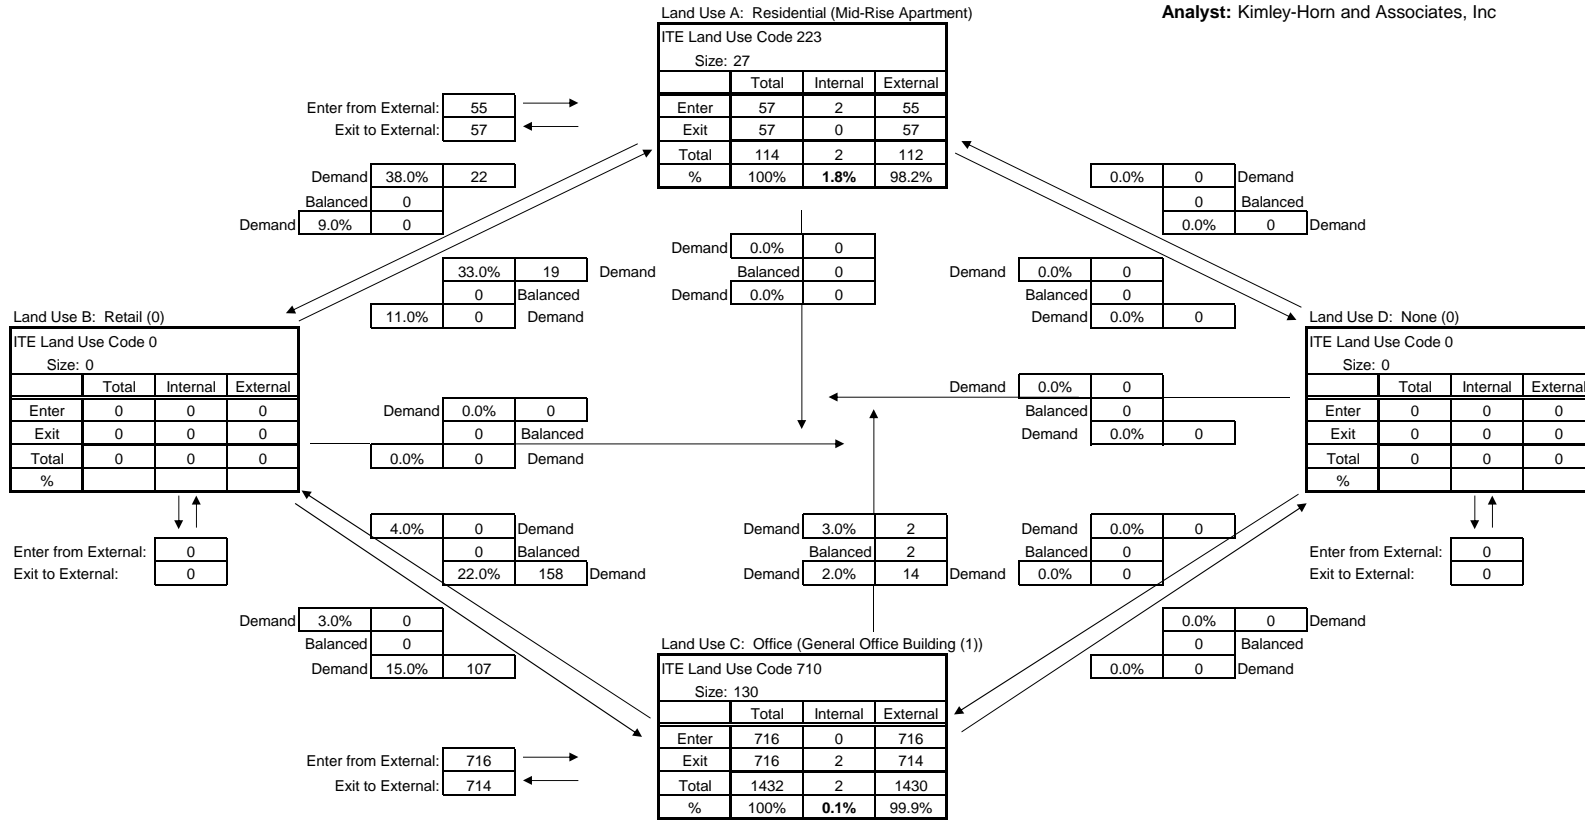 Land Use A: Residential (Mid-Rise Apartment)
Analyst: Kimley-Horn and Associates, Inc
ITE Land Use Code 223
Size: 27
Total Internal External
Enter 57 2 55
Exit 57 0 57
Total 114 2 112
% 100% 1.8% 98.2%
Enter from External: 55
Exit to External: 57
Demand 38.0% 22
Balanced 0
Demand 9.0% 0
0.0% 0 Demand
0 Balanced
0.0% 0 Demand
Demand 0.0% 0
Balanced 0
Demand 0.0% 0
33.0% 19 Demand
0 Balanced
11.0% 0 Demand
Demand 0.0% 0
Balanced 0
Demand 0.0% 0
Land Use B: Retail (0)
ITE Land Use Code 0
Size: 0
Total Internal External
Enter 0 0 0
Exit 0 0 0
Total 0 0 0
%
Enter from External: 0
Exit to External: 0
Land Use D: None (0)
ITE Land Use Code 0
Size: 0
Total Internal External
Enter 0 0 0
Exit 0 0 0
Total 0 0 0
%
Enter from External: 0
Exit to External: 0
Demand 0.0% 0
0 Balanced
0.0% 0 Demand
Demand 0.0% 0
Balanced 0
Demand 0.0% 0
4.0% 0 Demand
0 Balanced
22.0% 158 Demand
Demand 3.0% 2
Balanced 2
Demand 2.0% 14
Demand 0.0% 0
Balanced 0
Demand 0.0% 0
Demand 3.0% 0
Balanced 0
Demand 15.0% 107
0.0% 0 Demand
0 Balanced
0.0% 0 Demand
Land Use C: Office (General Office Building (1))
ITE Land Use Code 710
Size: 130
Total Internal External
Enter 716 0 716
Exit 716 2 714
Total 1432 2 1430
% 100% 0.1% 99.9%
Enter from External: 716
Exit to External: 714